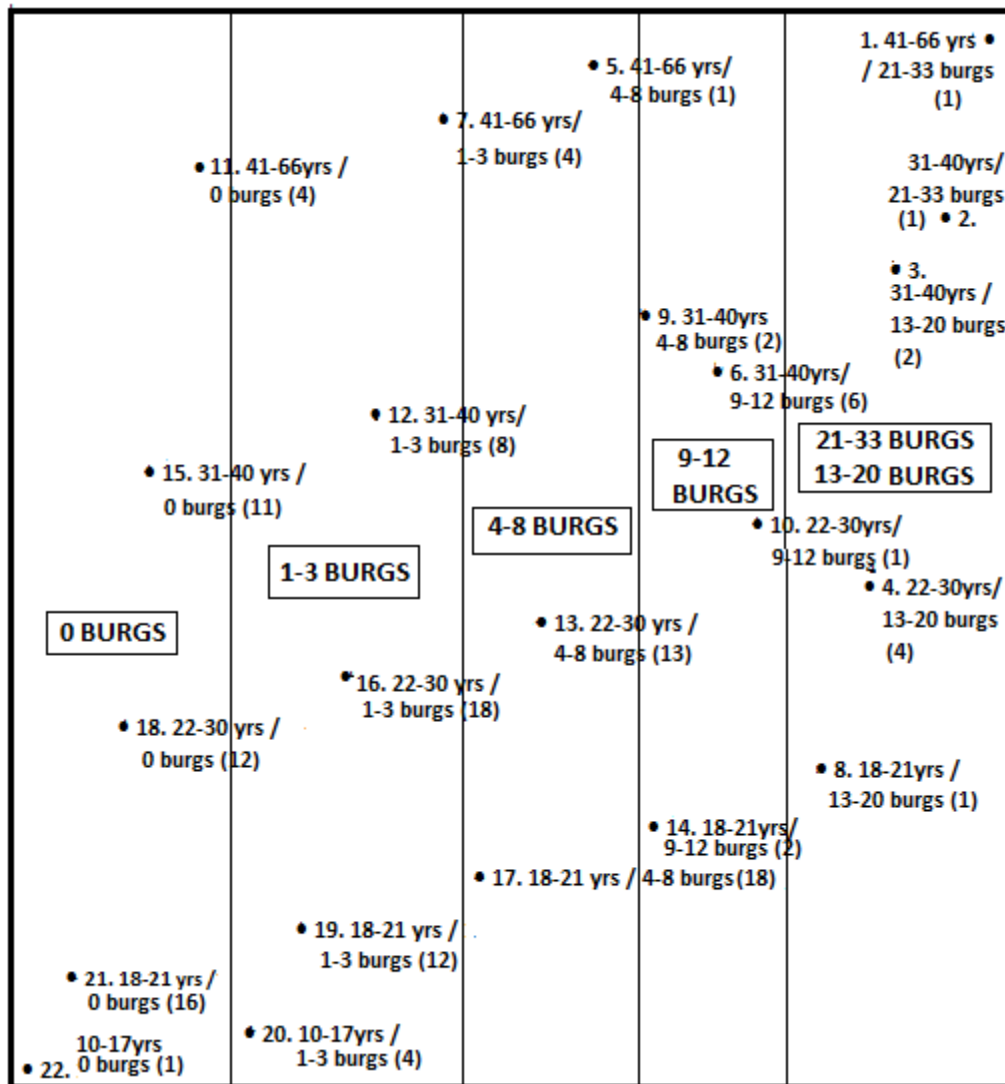 1. 41-66 yrs
/ 21-33 burgs
(1)
5. 41-66 yrs/
4-8 burgs (1)
7. 41-66 yrs/
1-3 burgs (4)
11. 41-66yrs /
0 burgs (4)
31-40yrs/
21-33 burgs
(1) 2.
3.
31-40yrs /
13-20 burgs
(2)
9. 31-40yrs
4-8 burgs (2)
6. 31-40yrs/
9-12 burgs (6)
12. 31-40 yrs/
1-3 burgs (8)
15. 31-40 yrs /
0 burgs (11)
21-33 BURGS
13-20 BURGS
9-12
BURGS
4-8 BURGS
1-3 BURGS
0 BURGS
10. 22-30yrs/
9-12 burgs (1)
4. 22-30yrs/
13-20 burgs
(4)
13. 22-30 yrs /
4-8 burgs (13)
16. 22-30 yrs /
1-3 burgs (18)
18. 22-30 yrs /
0 burgs (12)
8. 18-21yrs /
13-20 burgs (1)
14. 18-21yrs/
9-12 burgs (2)
17. 18-21 yrs / 4-8 burgs (18)
19. 18-21 yrs /
1-3 burgs (12)
21. 18-21 yrs /
0 burgs (16)
20. 10-17yrs /
1-3 burgs (4)
10-17yrs
22. 0 burgs (1)